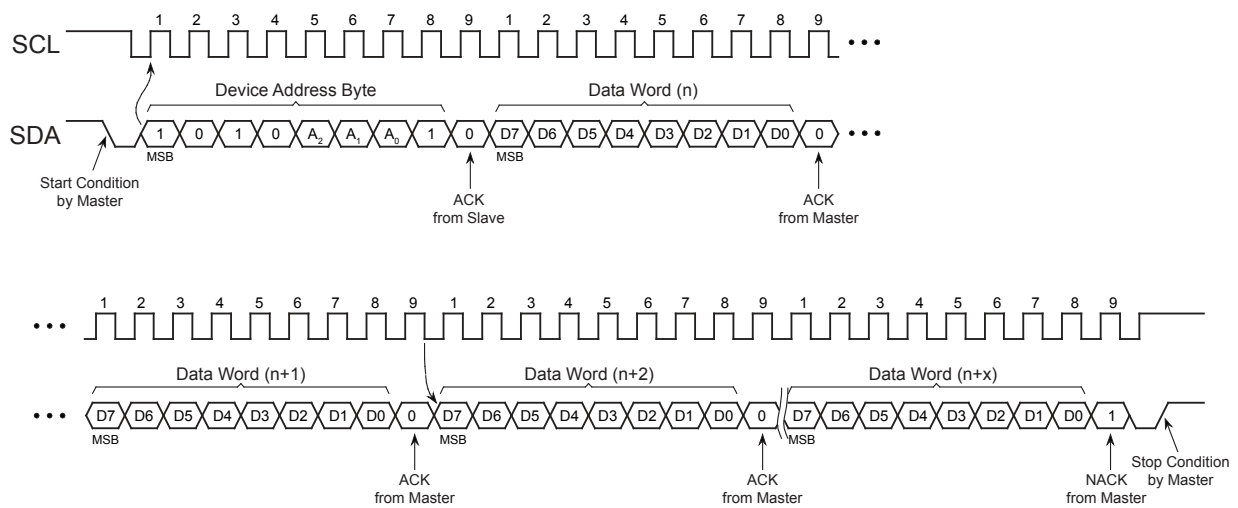 1 2 3 4 5 6 7 8 9 1 2 3 4 5 6 7 8 9
SCL
Device Address Byte Data Word (n)
SDA 1 0 1 0 A2 A1 A0 1 0 D7 D6 D5 D4 D3 D2 D1 D0 0
MSB MSB
Start Condition
by Master
ACK
from Slave
ACK
from Master
1 2 3 4 5 6 7 8 9 1 2 3 4 5 6 7 8 9 1 2 3 4 5 6 7 8 9
Data Word (n+1) Data Word (n+2) Data Word (n+x)
D7 D6 D5 D4 D3 D2 D1 D0 0 D7 D6 D5 D4 D3 D2 D1 D0 0 D7 D6 D5 D4 D3 D2 D1 D0 1
MSB MSB MSB
ACK
from Master
ACK
from Master
NACK
from Master
Stop Condition
by Master